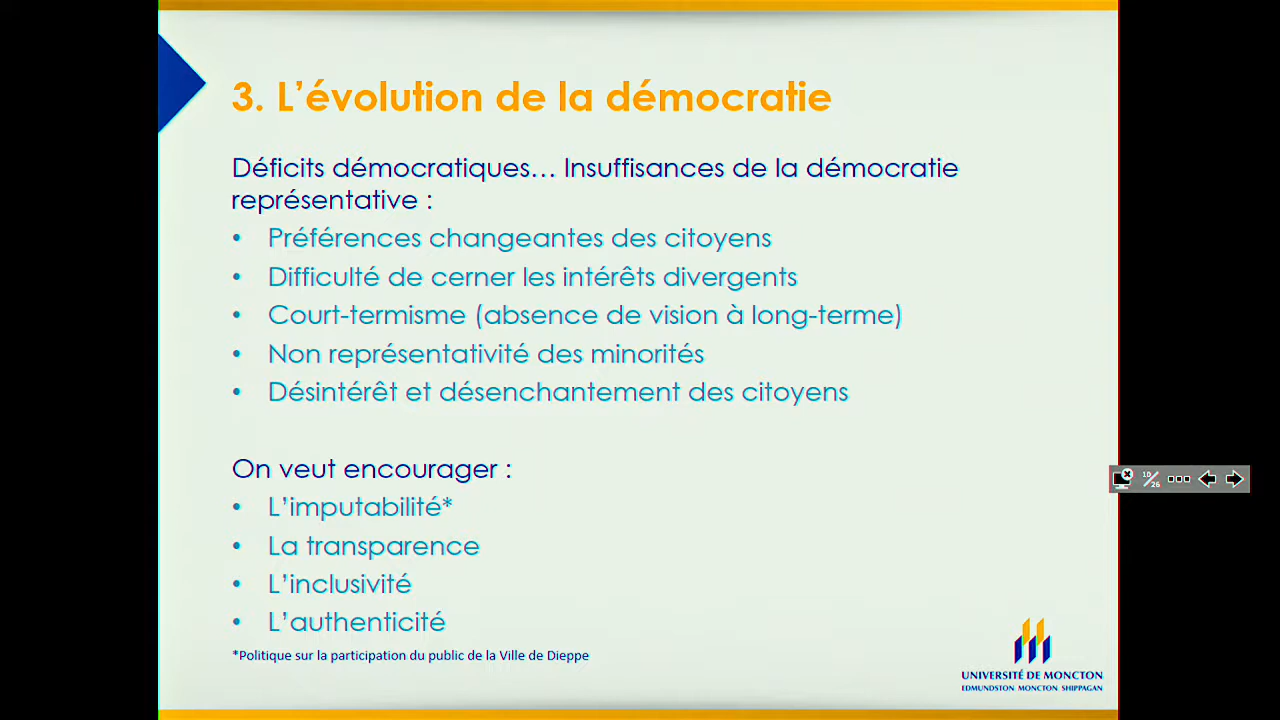 3. L’évolution de la démocratie
Déficits démocratiques… Insuffisances de la démocratie
représentative :
• Préférences changeantes des citoyens
• Difficulté de cerner les intérêts divergents
• Court-termisme (absence de vision à long-terme)
• Non représentativité des minorités
• Désintérêt et désenchantement des citoyens
On veut encourager :
• L’imputabilité*
• La transparence
• L’inclusivité
• L’authenticité
*Politique sur la participation du public de la Ville de Dieppe
10/26
UNIVERSITÉ DE MONCTON
EDMUNDSTON MONCTON SHIPPAGAN